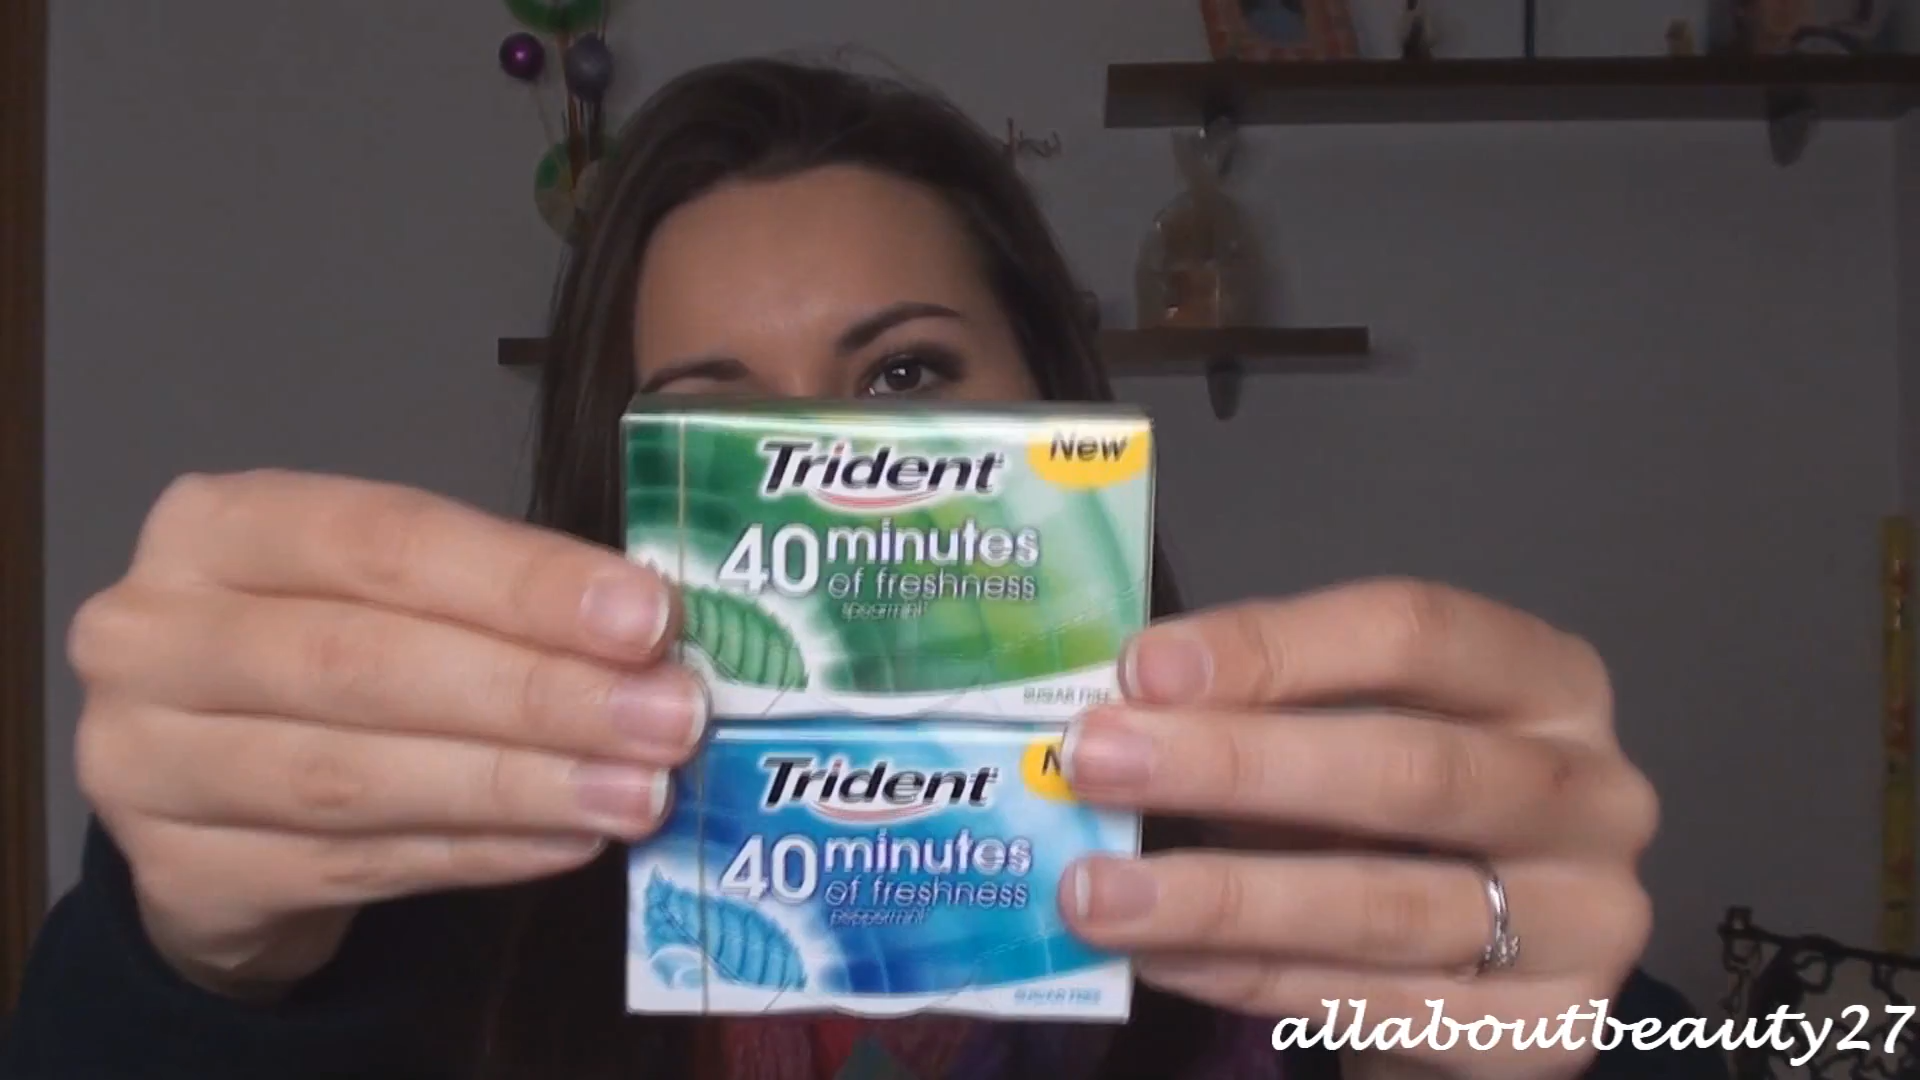 New
Trident
40 minutes
of freshness
spearmint
SUGAR FREE
Trident
40 minutes
of freshness
peppermint
SUGAR FREE
allaboutbeauty27